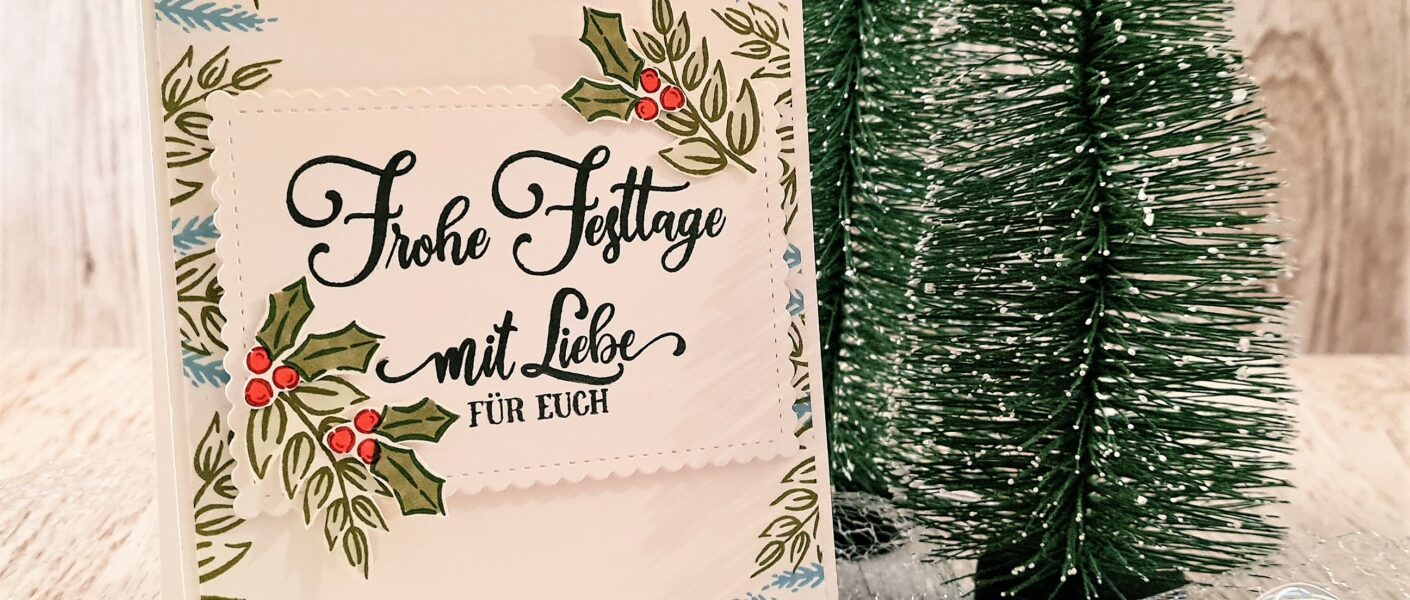 Frohe Festtage
mit Liebe
FÜR EUCH